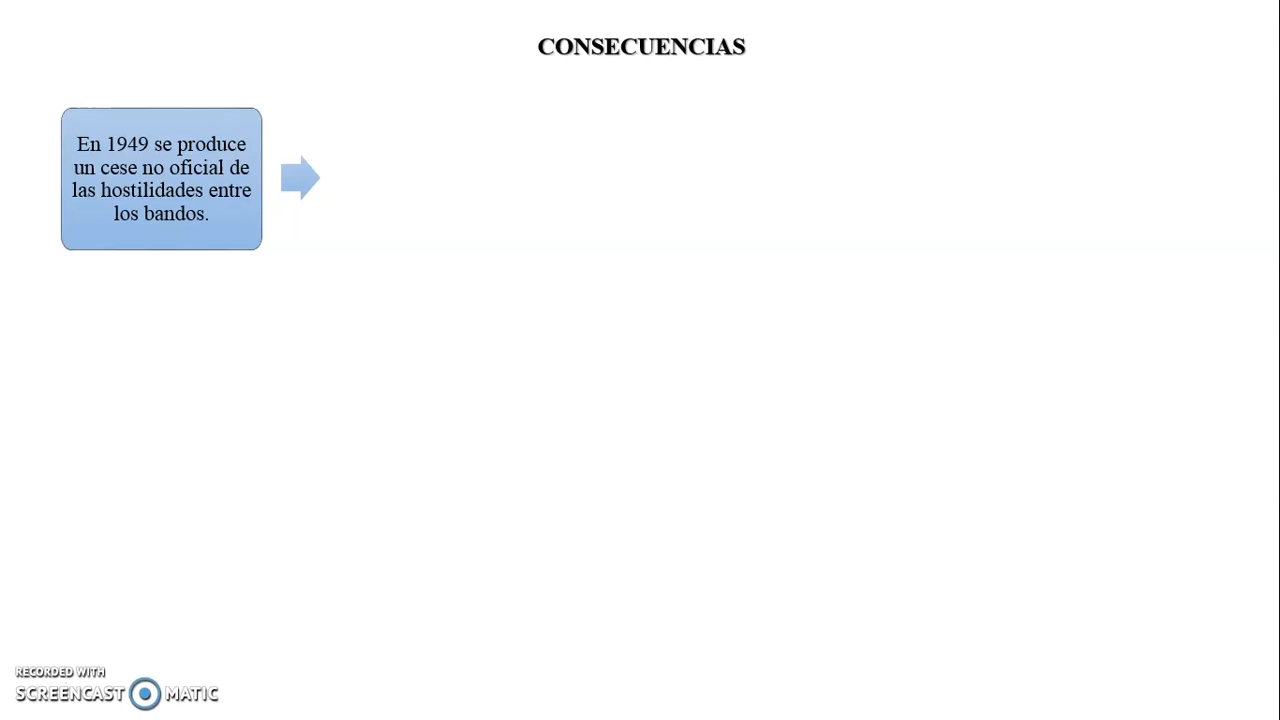 CONSECUENCIAS
En 1949 se produce
un cese no oficial de
las hostilidades entre
los bandos.
RECORDED WITH
SCREENCAST MATIC